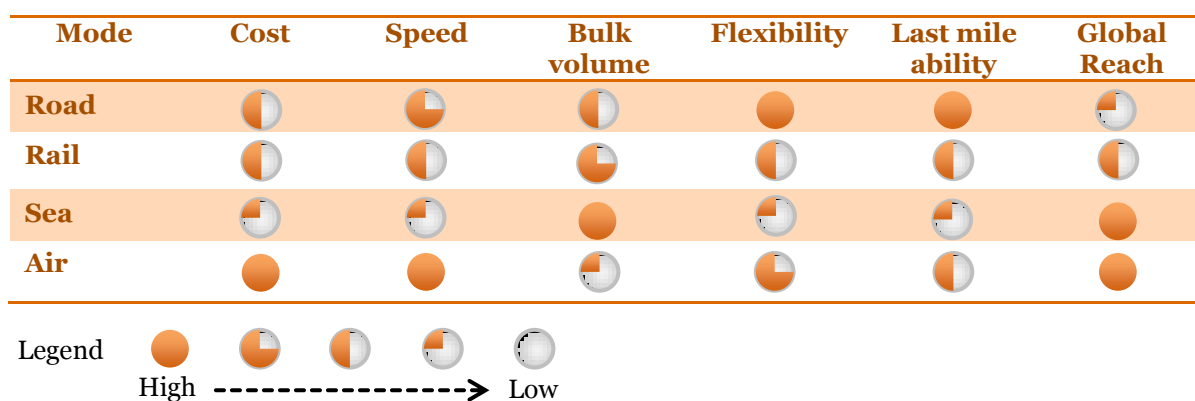 Mode Cost Speed Bulk volume Flexibility Last mile ability Global Reach
Road
Rail
Sea
Air
Legend
High Low